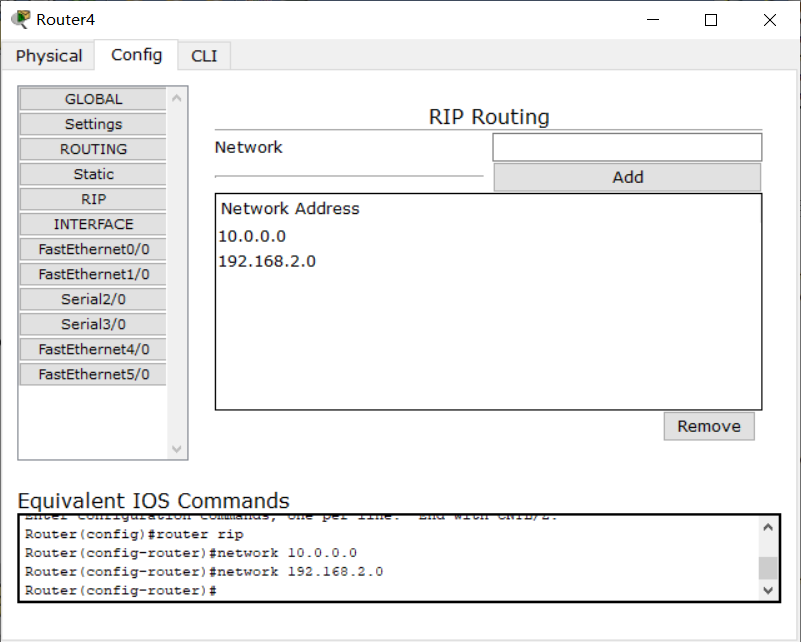 Router4
Physical Config CLI
GLOBAL
Settings
ROUTING
Static
RIP
INTERFACE
FastEthernet0/0
FastEthernet1/0
Serial2/0
Serial3/0
FastEthernet4/0
FastEthernet5/0
RIP Routing
Network
Add
Network Address
10.0.0.0
192.168.2.0
Remove
Equivalent IOS Commands
Enter configuration commands, one per line. End with CNTL/Z.
Router(config)#router rip
Router(config-router)#network 10.0.0.0
Router(config-router)#network 192.168.2.0
Router(config-router)#